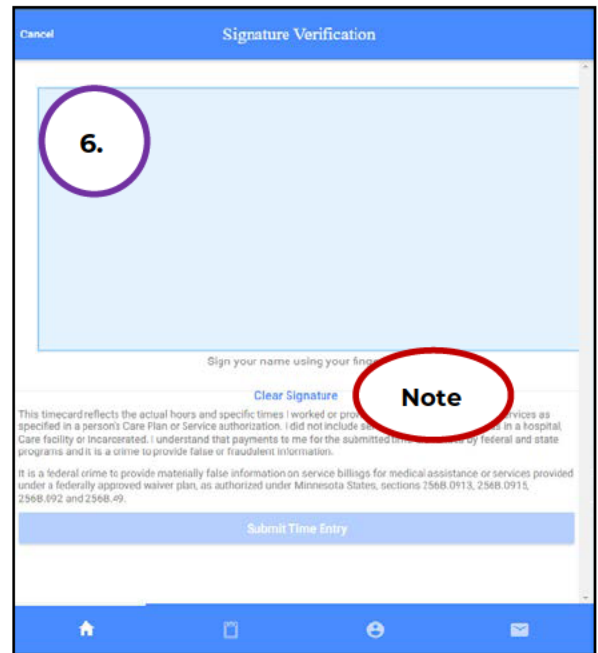 Cancel
Signature Verification
6.
Sign your name using your
Clear Signature
Note
This timecard reflects the actual hours and specific times I worked or services as
specified in a person's Care Plan or Service authorization. I did not include in a hospital,
Care facility or Incarcerated. I understand that payments to me for the submitted by federal and state
programs and it is a crime to provide false or fraudulent information.
It is a federal crime to provide materially false information on service billings for medical assistance or services provided
under a federally approved waiver plan, as authorized under Minnesota States, sections 256B.0913, 256B.0915,
256B.092 and 256B.49.
Submit Time Entry